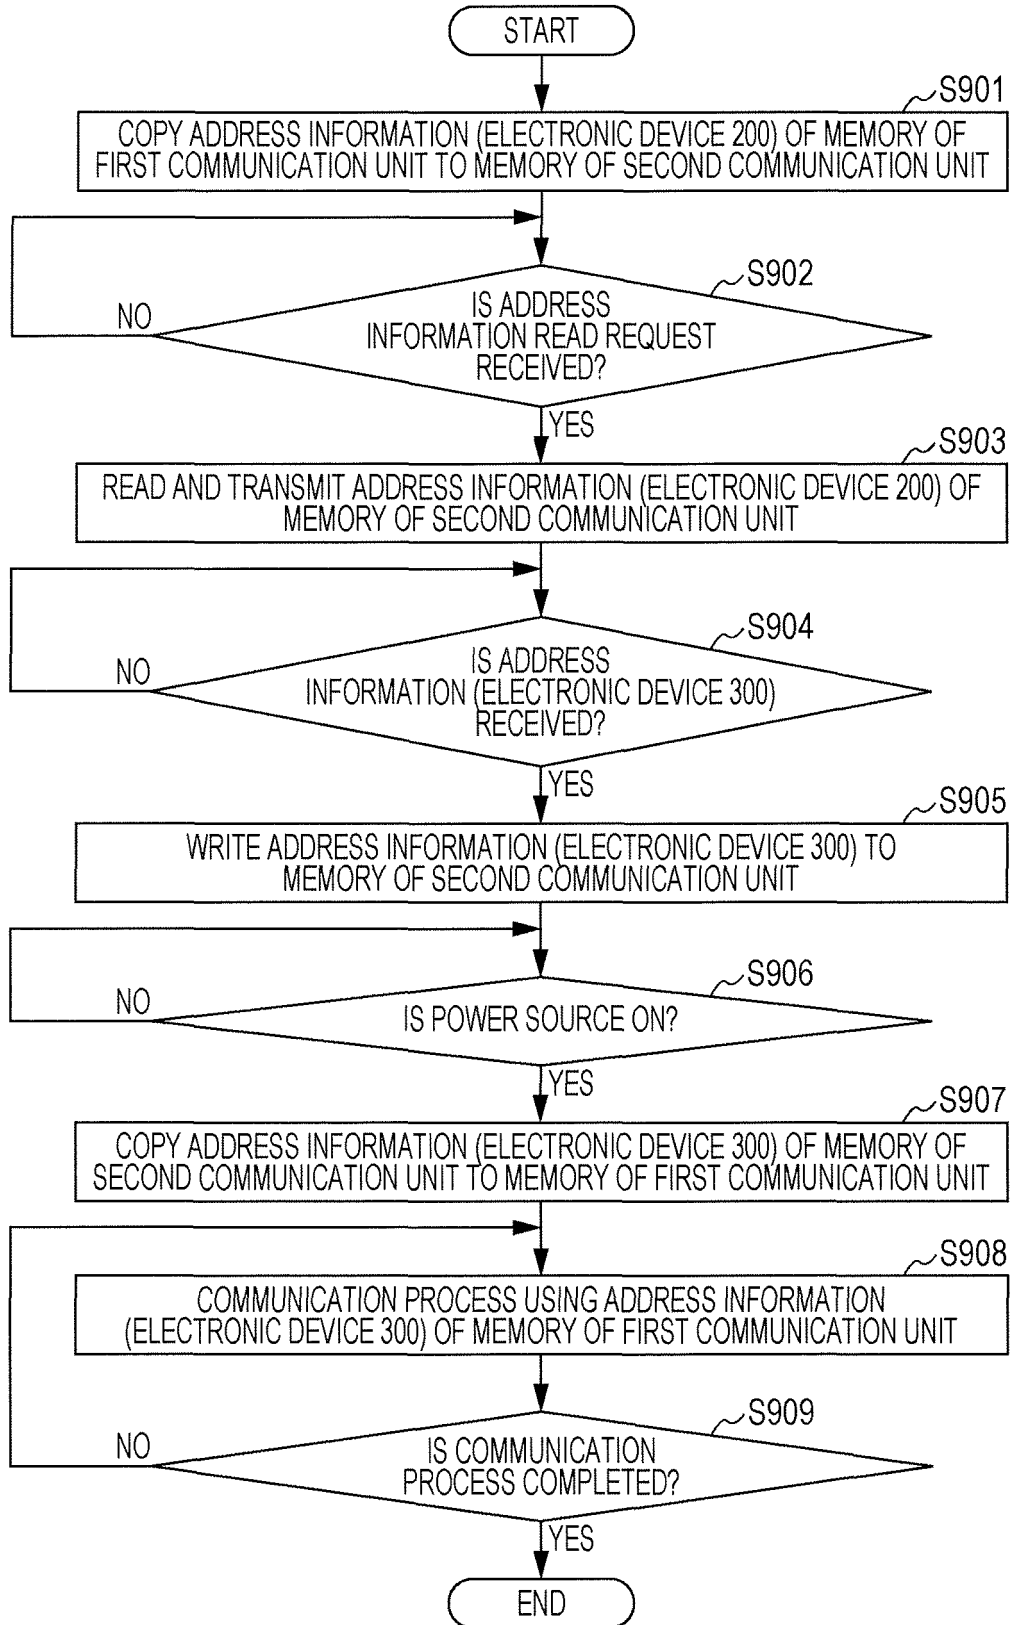 START
S901
COPY ADDRESS INFORMATION (ELECTRONIC DEVICE 200) OF MEMORY OF
FIRST COMMUNICATION UNIT TO MEMORY OF SECOND COMMUNICATION UNIT
S902
IS ADDRESS
INFORMATION READ REQUEST
RECEIVED?
NO
YES
S903
READ AND TRANSMIT ADDRESS INFORMATION (ELECTRONIC DEVICE 200) OF
MEMORY OF SECOND COMMUNICATION UNIT
S904
IS ADDRESS
INFORMATION (ELECTRONIC DEVICE 300)
RECEIVED?
NO
YES
S905
WRITE ADDRESS INFORMATION (ELECTRONIC DEVICE 300) TO
MEMORY OF SECOND COMMUNICATION UNIT
S906
IS POWER SOURCE ON?
NO
YES
S907
COPY ADDRESS INFORMATION (ELECTRONIC DEVICE 300) OF MEMORY OF
SECOND COMMUNICATION UNIT TO MEMORY OF FIRST COMMUNICATION UNIT
S908
COMMUNICATION PROCESS USING ADDRESS INFORMATION
(ELECTRONIC DEVICE 300) OF MEMORY OF FIRST COMMUNICATION UNIT
S909
IS COMMUNICATION
PROCESS COMPLETED?
NO
YES
END